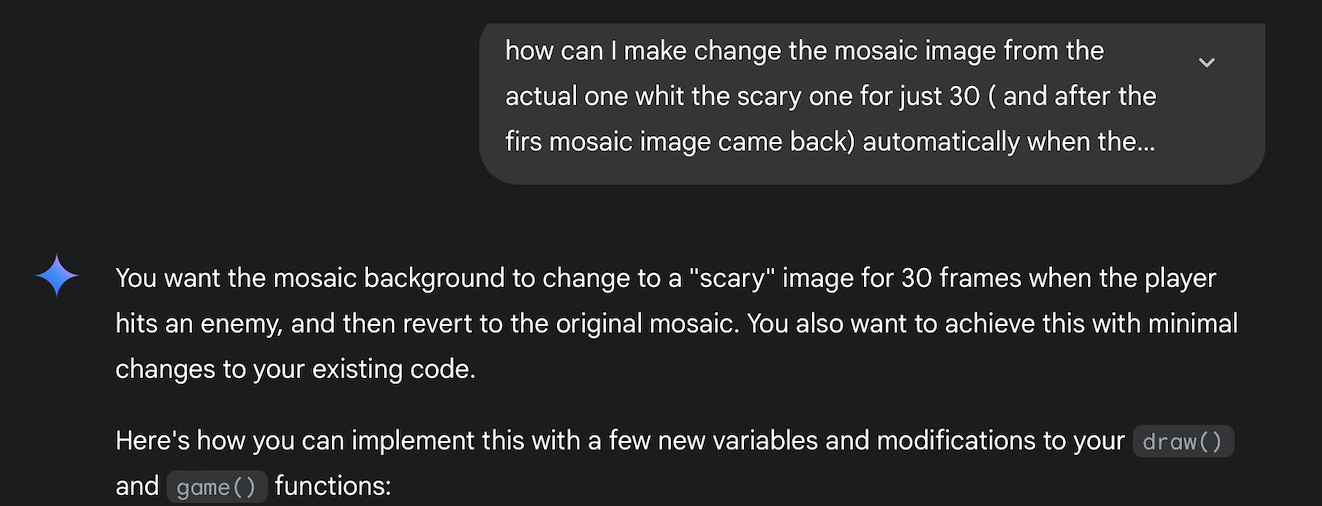 how can I make change the mosaic image from the
actual one whit the scary one for just 30 ( and after the
firs mosaic image came back) automatically when the...
You want the mosaic background to change to a "scary" image for 30 frames when the player
hits an enemy, and then revert to the original mosaic. You also want to achieve this with minimal
changes to your existing code.
Here's how you can implement this with a few new variables and modifications to your draw()
and game() functions: